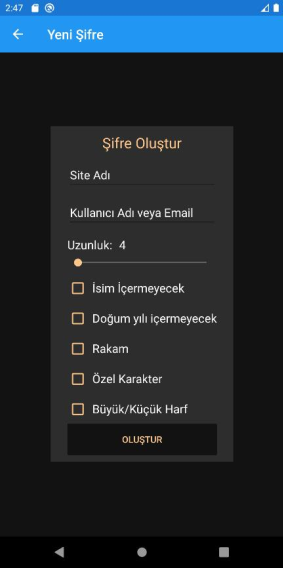 2:47
Yeni Şifre
Şifre Oluştur
Site Adı
Kullanıcı Adı veya Email
Uzunluk: 4
İsim İçermeyecek
Doğum yılı içermeyecek
Rakam
Özel Karakter
Büyük/Küçük Harf
OLUŞTUR